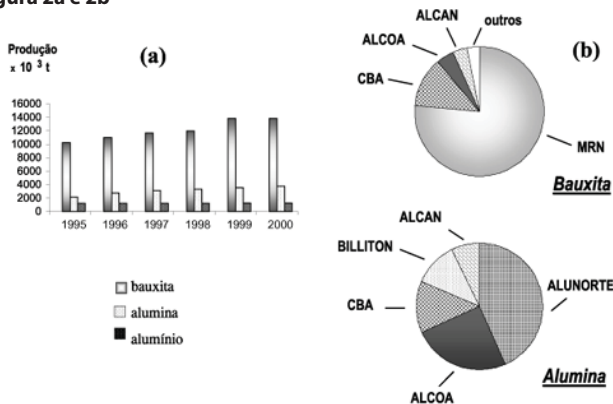 gura 2a e 2b
Produção
x 10 3 t
(a)
16000
14000
12000
10000
8000
6000
4000
2000
0
1995 1996 1997 1998 1999 2000
bauxita
alumina
alumínio
(b)
ALCAN
outros
ALCOA
CBA
MRN
Bauxita
ALCAN
BILLITON
ALUNORTE
CBA
ALCOA
Alumina